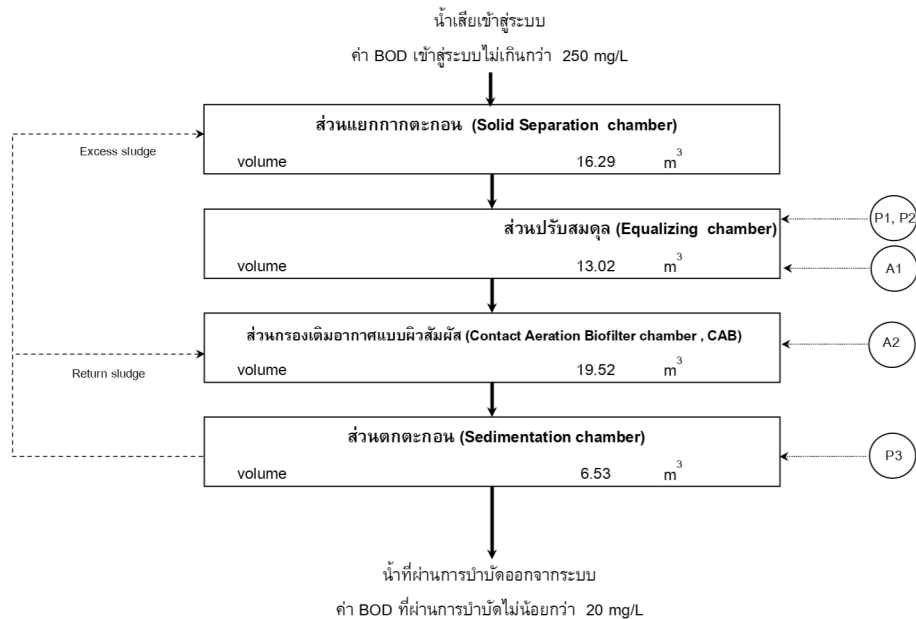 น้ำเสียเข้าสู่ระบบ
ค่า BOD เข้าสู่ระบบไม่เกินกว่า 250 mg/L
ส่วนแยกกากตะกอน (Solid Separation chamber)
Excess sludge
volume 16.29 m³
ส่วนปรับสมดุล (Equalizing chamber)
P1, P2
volume 13.02 m³
A1
ส่วนกรองเติมอากาศแบบผิวสัมผัส (Contact Aeration Biofilter chamber , CAB)
A2
volume 19.52 m³
Return sludge
ส่วนตกตะกอน (Sedimentation chamber)
P3
volume 6.53 m³
น้ำที่ผ่านการบำบัดออกจากระบบ
ค่า BOD ที่ผ่านการบำบัดไม่น้อยกว่า 20 mg/L